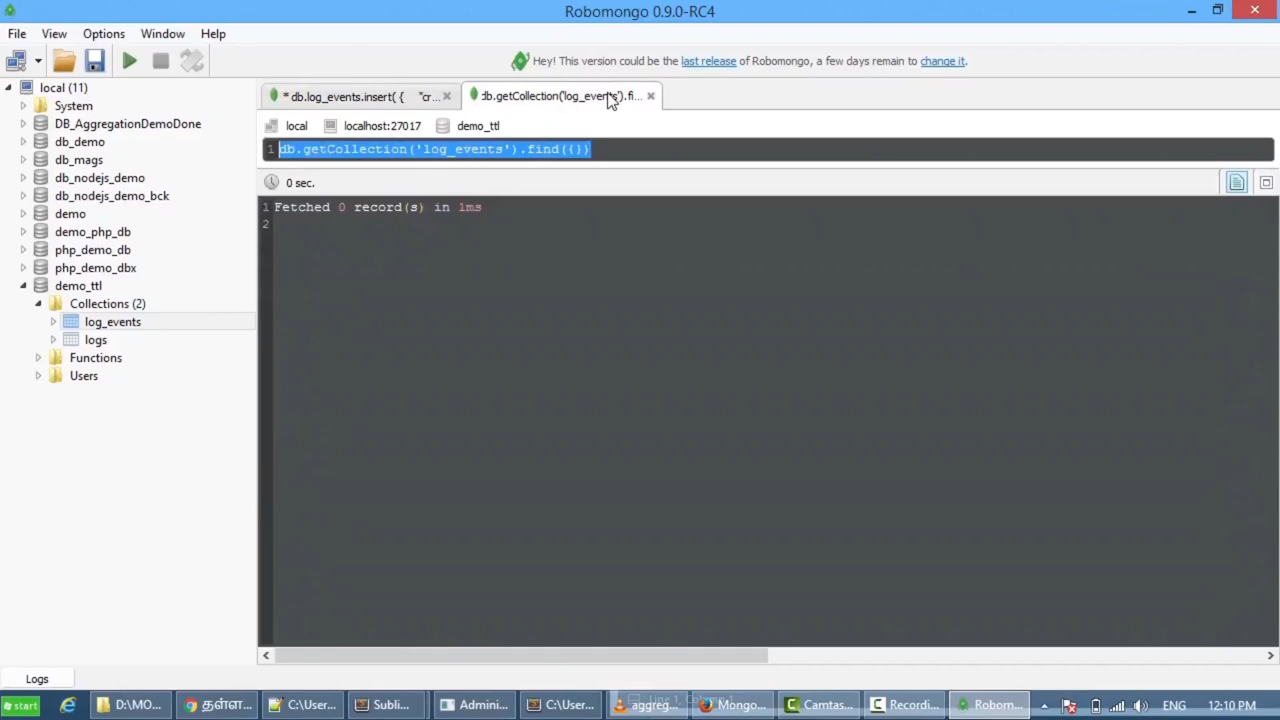 Robomongo 0.9.0-RC4
File View Options Window Help
Hey! This version could be the last release of Robomongo, a few days remain to change it.
local (11)
System
DB_AggregationDemoDone
db_demo
db_mags
db_nodejs_demo
db_nodejs_demo_bck
demo
demo_php_db
php_demo_db
php_demo_dbx
demo_ttl
Collections (2)
log_events
logs
Functions
Users
* db.log_events.insert( { "cr...
db.getCollection('log_events').fi...
local localhost:27017 demo_ttl
1 db.getCollection('log_events').find({})
0 sec.
1 Fetched 0 record(s) in 1ms
2
Logs
start D:\MO... தள்ள... C:\User... Subli... Admini... C:\User... aggreg... Mongo... Camtas... Recordi... Robom... ENG 12:10 PM